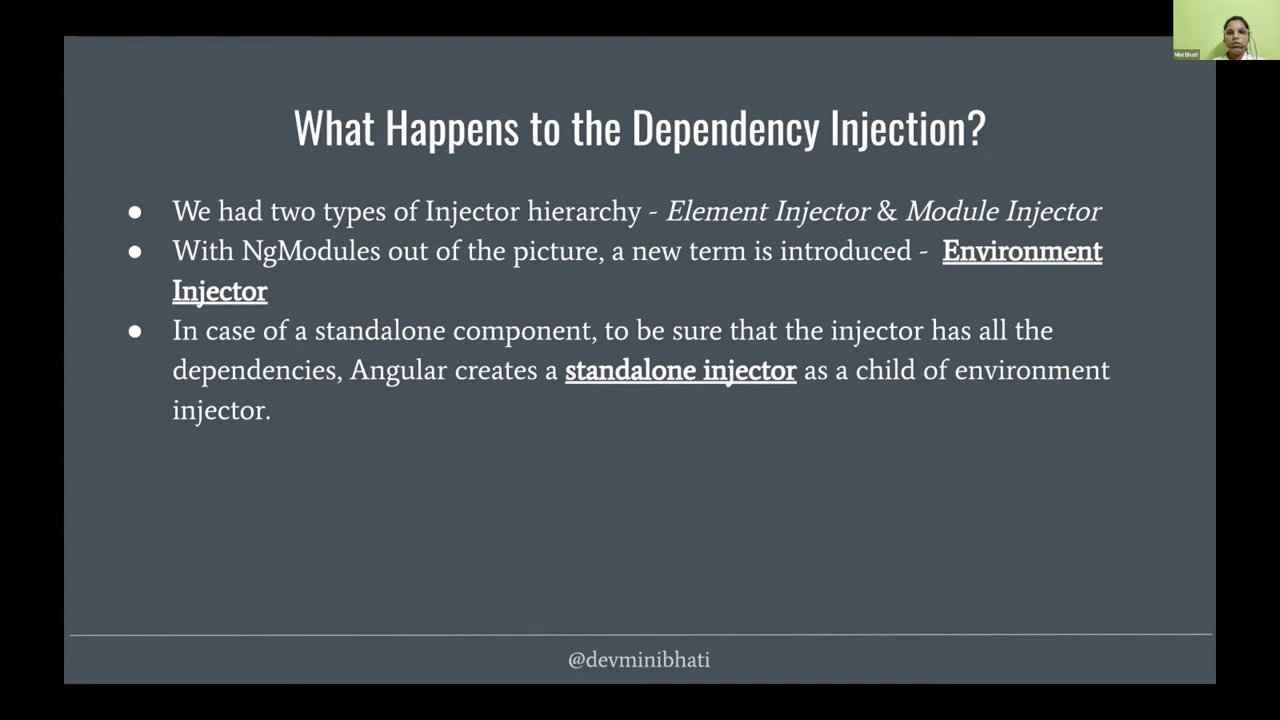 Mini Bhati
What Happens to the Dependency Injection?
● We had two types of Injector hierarchy - Element Injector & Module Injector
● With NgModules out of the picture, a new term is introduced - Environment
Injector
● In case of a standalone component, to be sure that the injector has all the
dependencies, Angular creates a standalone injector as a child of environment
injector.
@devminibhati